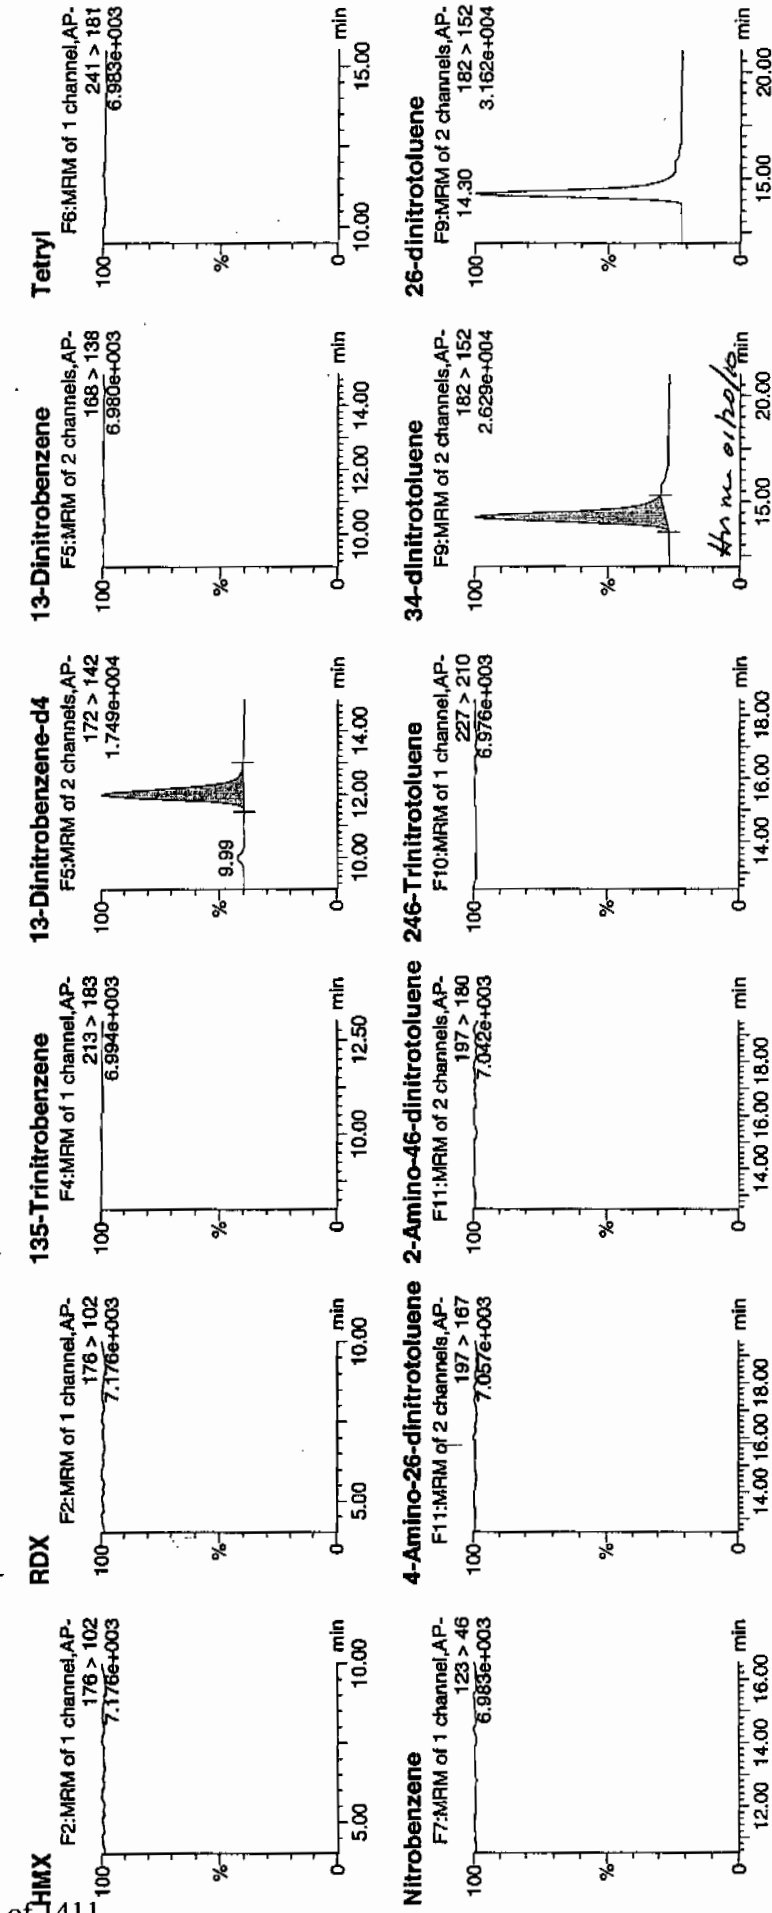 HMX
F2:MRM of 1 channel,AP-
176 > 102
7.176e+003
100
%
0
5.00 10.00 min
RDX
F2:MRM of 1 channel,AP-
176 > 102
7.176e+003
100
%
0
5.00 10.00 min
135-Trinitrobenzene
F4:MRM of 1 channel,AP-
213 > 183
6.994e+003
100
%
0
10.00 12.50 min
13-Dinitrobenzene-d4
F5:MRM of 2 channels,AP-
172 > 142
1.749e+004
100
%
9.99
0
10.00 12.00 14.00 min
13-Dinitrobenzene
F5:MRM of 2 channels,AP-
168 > 138
6.980e+003
100
%
0
10.00 12.00 14.00 min
Tetryl
F6:MRM of 1 channel,AP-
241 > 181
6.983e+003
100
%
0
10.00 15.00 min
Nitrobenzene
F7:MRM of 1 channel,AP-
123 > 46
6.983e+003
100
%
0
12.00 14.00 16.00 min
4-Amino-26-dinitrotoluene
F11:MRM of 2 channels,AP-
197 > 167
7.057e+003
100
%
0
14.00 16.00 18.00 min
2-Amino-46-dinitrotoluene
F11:MRM of 2 channels,AP-
197 > 180
7.042e+003
100
%
0
14.00 16.00 18.00 min
246-Trinitrotoluene
F10:MRM of 1 channel,AP-
227 > 210
6.976e+003
100
%
0
14.00 16.00 18.00 min
34-dinitrotoluene
F9:MRM of 2 channels,AP-
182 > 152
2.629e+004
100
%
0
01/20/10
15.00 20.00 min
26-dinitrotoluene
F9:MRM of 2 channels,AP-
182 > 152
3.162e+004
14.30
100
%
0
15.00 20.00 min
of 1411